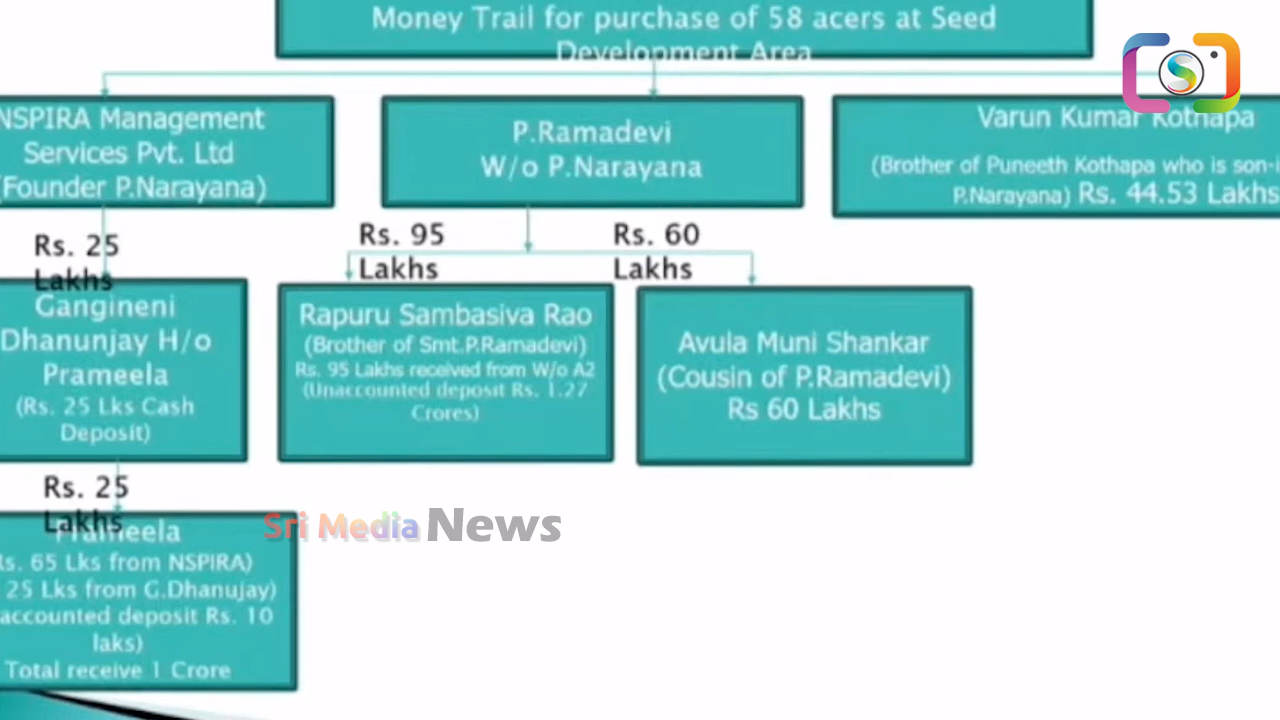 Money Trail for purchase of 58 acers at Seed
Development Area
NSPIRA Management
Services Pvt. Ltd
(Founder P.Narayana)
P.Ramadevi
W/o P.Narayana
Varun Kumar Kothapa
(Brother of Puneeth Kothapa who is son-i
P.Narayana) Rs. 44.53 Lakhs
Rs. 25
Lakhs
Rs. 95
Lakhs
Rs. 60
Lakhs
Gangineni
Dhanunjay H/o
Prameela
(Rs. 25 Lks Cash
Deposit)
Rapuru Sambasiva Rao
(Brother of Smt.P.Ramadevi)
Rs. 95 Lakhs received from W/o A2
(Unaccounted deposit Rs. 1.27
Crores)
Avula Muni Shankar
(Cousin of P.Ramadevi)
Rs 60 Lakhs
Rs. 25
Lakhs
Prameela
s. 65 Lks from NSPIRA)
25 Lks from G.Dhanujay)
accounted deposit Rs. 10
laks)
Total receive 1 Crore
Sri Media News
S